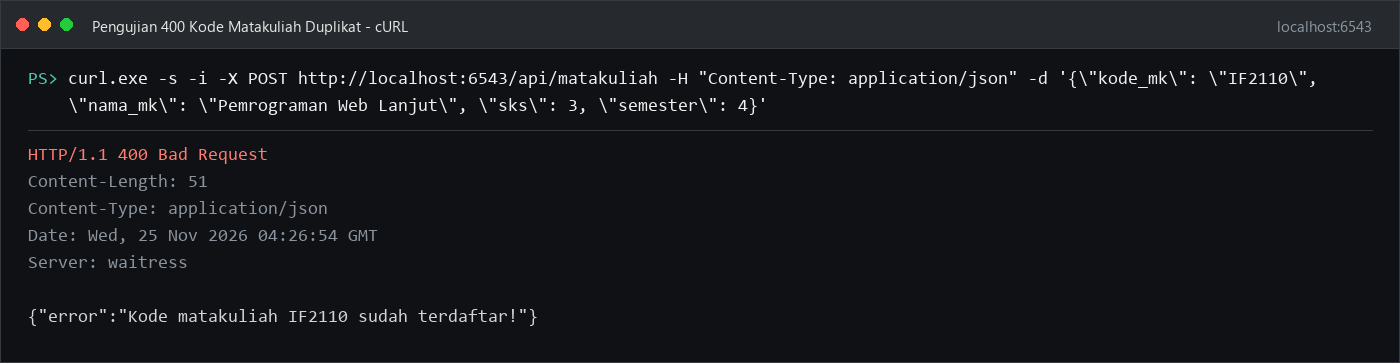 Pengujian 400 Kode Matakuliah Duplikat - cURL
localhost:6543
PS> curl.exe -s -i -X POST http://localhost:6543/api/matakuliah -H "Content-Type: application/json" -d '{\"kode_mk\": \"IF2110\",
\"nama_mk\": \"Pemrograman Web Lanjut\", \"sks\": 3, \"semester\": 4}'
HTTP/1.1 400 Bad Request
Content-Length: 51
Content-Type: application/json
Date: Wed, 25 Nov 2026 04:26:54 GMT
Server: waitress
{"error":"Kode matakuliah IF2110 sudah terdaftar!"}